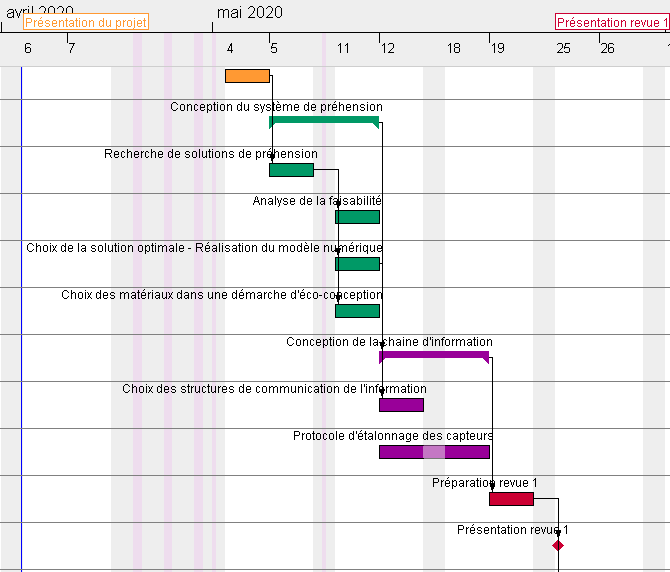 avril 2020
mai 2020
Présentation du projet
Présentation revue 1
6 7 4 5 11 12 18 19 25 26
Conception du système de préhension
Recherche de solutions de préhension
Analyse de la faisabilité
Choix de la solution optimale - Réalisation du modèle numérique
Choix des matériaux dans une démarche d'éco-conception
Conception de la chaine d'information
Choix des structures de communication de l'information
Protocole d'étalonnage des capteurs
Préparation revue 1
Présentation revue 1